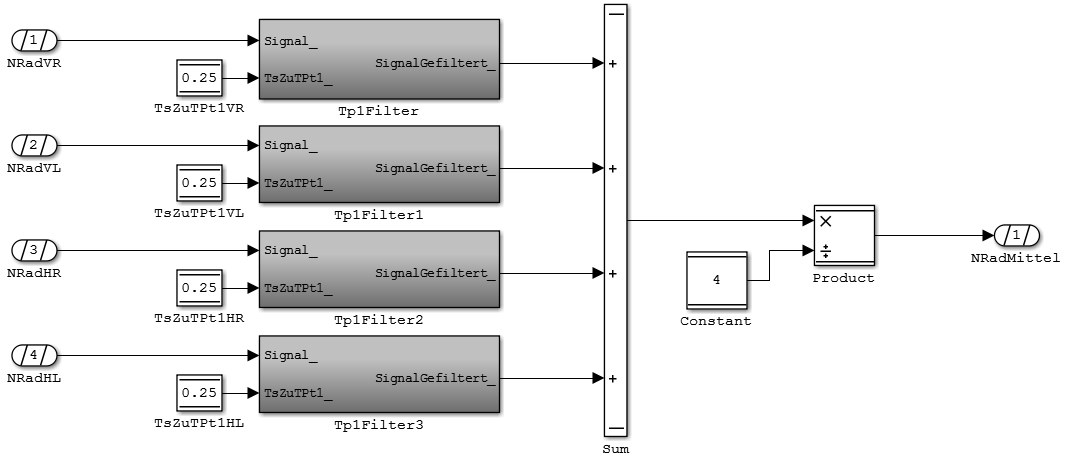 1
NRadVR
Signal_
0.25
TsZuTPt1_
TsZuTPt1VR
SignalGefiltert_
Tp1Filter
2
NRadVL
Signal_
0.25
TsZuTPt1_
TsZuTPt1VL
SignalGefiltert_
Tp1Filter1
3
NRadHR
Signal_
0.25
TsZuTPt1_
TsZuTPt1HR
SignalGefiltert_
Tp1Filter2
4
NRadHL
Signal_
0.25
TsZuTPt1_
TsZuTPt1HL
SignalGefiltert_
Tp1Filter3
+
+
+
+
Sum
4
Constant
×
÷
Product
1
NRadMittel